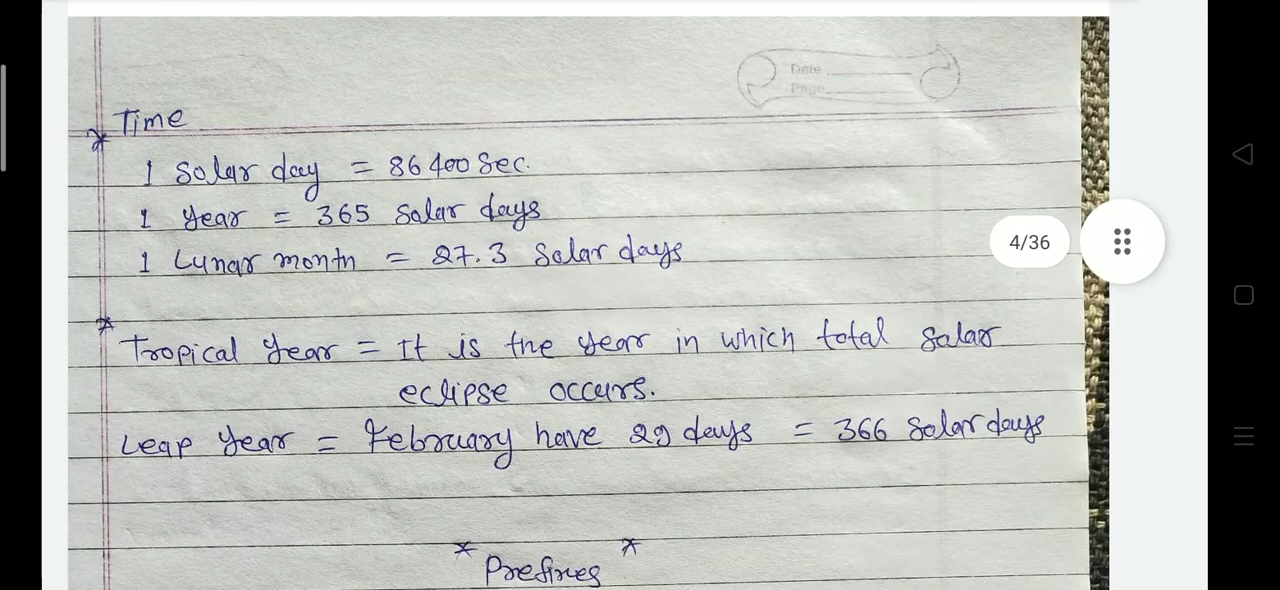 Date
Page
* Time
1 Solar day = 86400 Sec.
1 year = 365 Solar days
1 Lunar month = 27.3 Solar days
* Tropical year = It is the year in which total Solar
eclipse occurs.
Leap year = February have 29 days = 366 Solar days
* Prefixes *
4/36